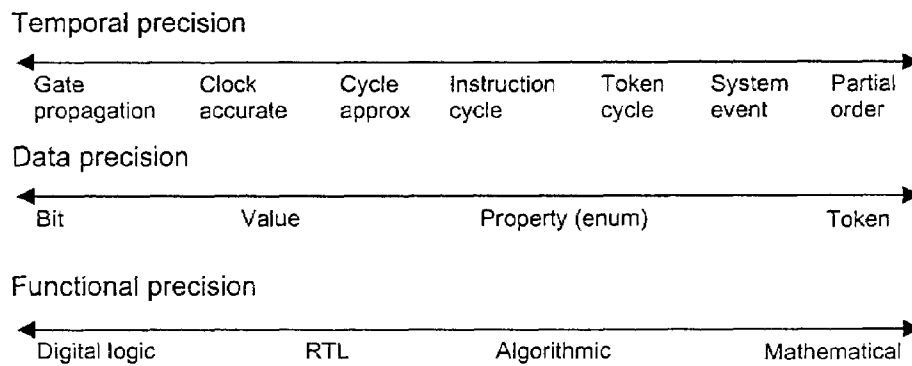 Temporal precision
Gate Clock Cycle Instruction Token System Partial
propagation accurate approx cycle cycle event order
Data precision
Bit Value Property (enum) Token
Functional precision
Digital logic RTL Algorithmic Mathematical